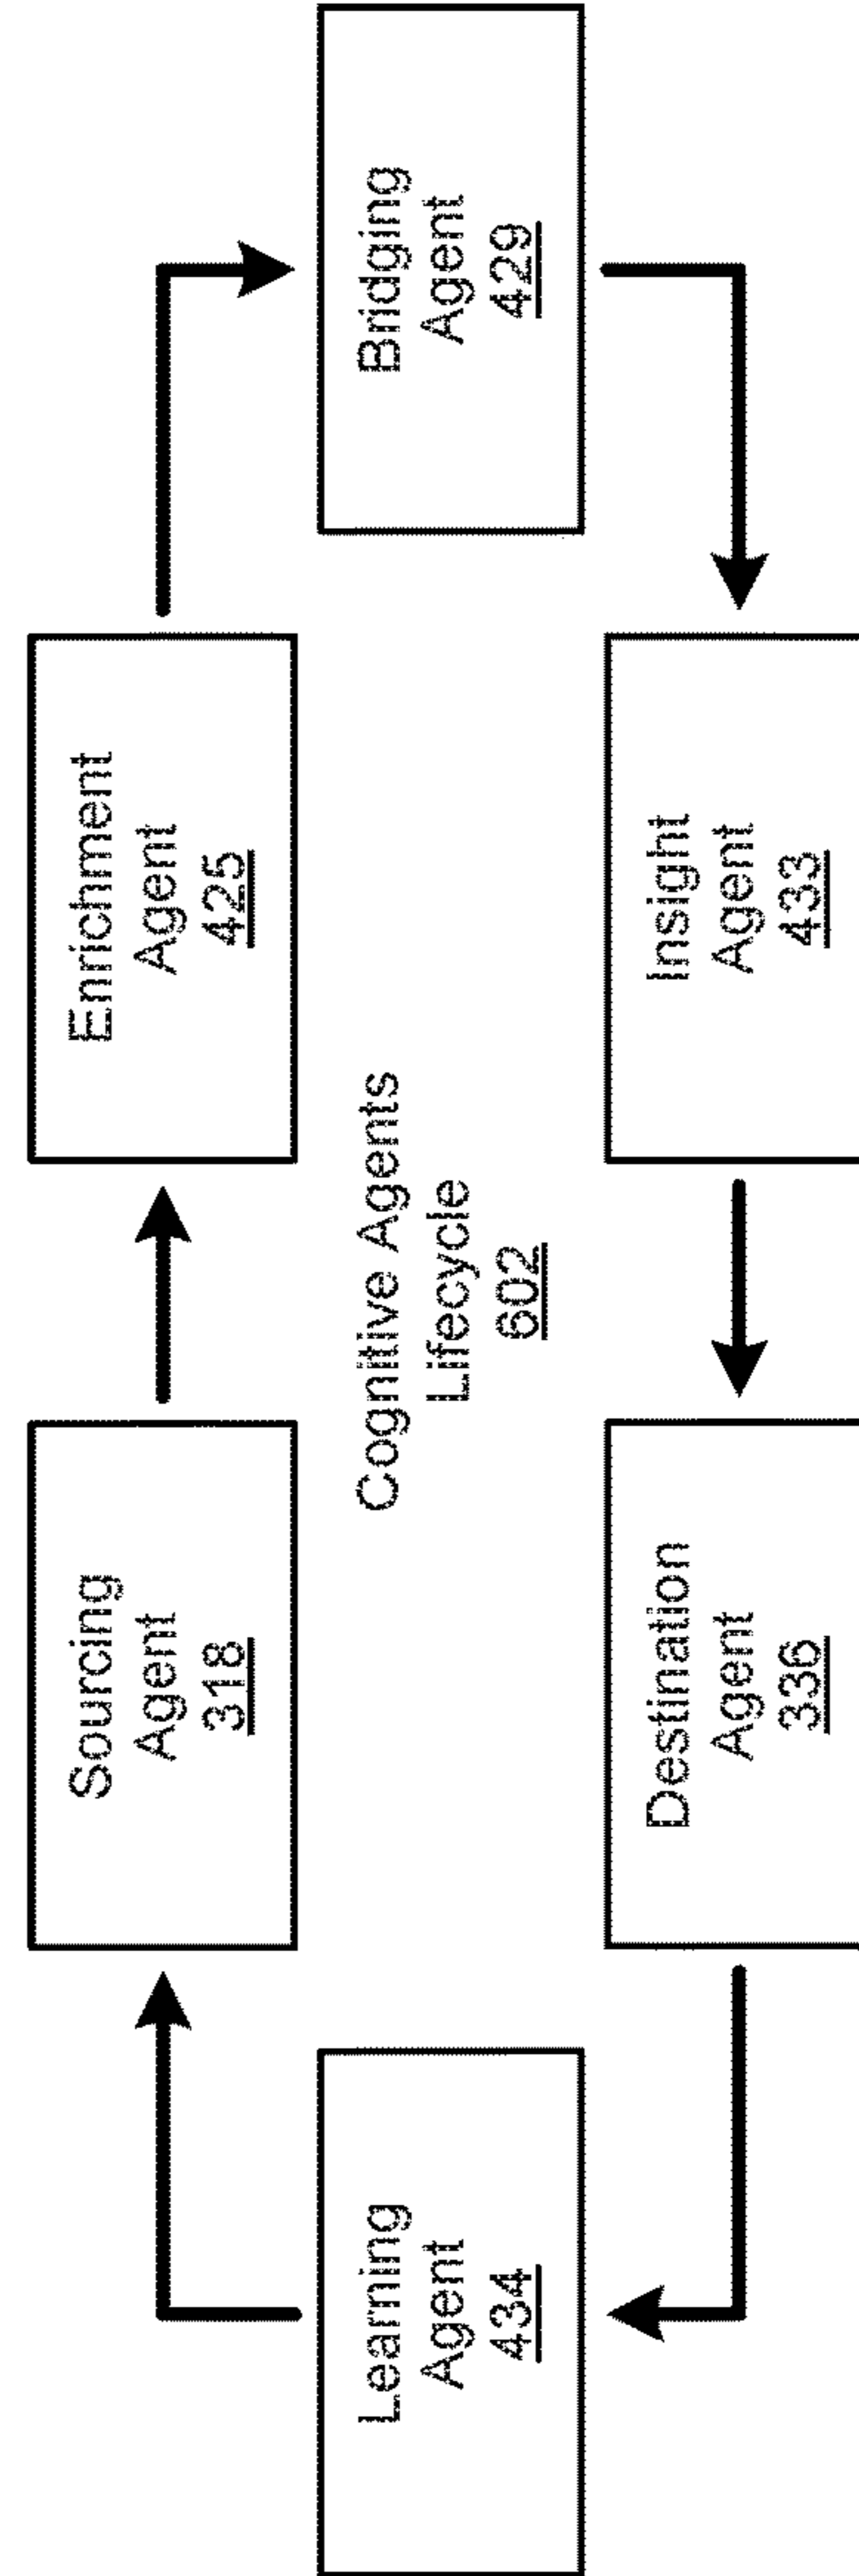 Sourcing
Agent
318
Enrichment
Agent
425
Learning
Agent
434
Cognitive Agents
Lifecycle
602
Bridging
Agent
429
Destination
Agent
336
Insight
Agent
433